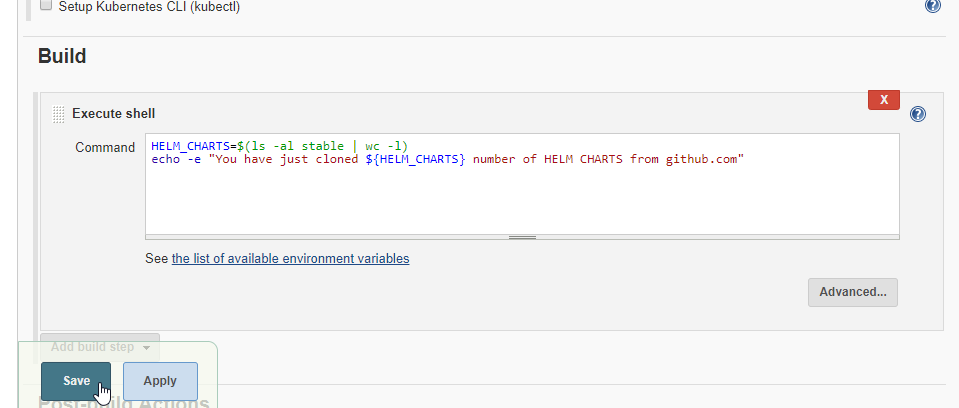 Setup Kubernetes CLI (kubectl)
Build
X
Execute shell
Command
HELM_CHARTS=$(ls -al stable | wc -l)
echo -e "You have just cloned ${HELM_CHARTS} number of HELM CHARTS from github.com"
See the list of available environment variables
Advanced...
Add build step
Save
Apply
Post-build Actions